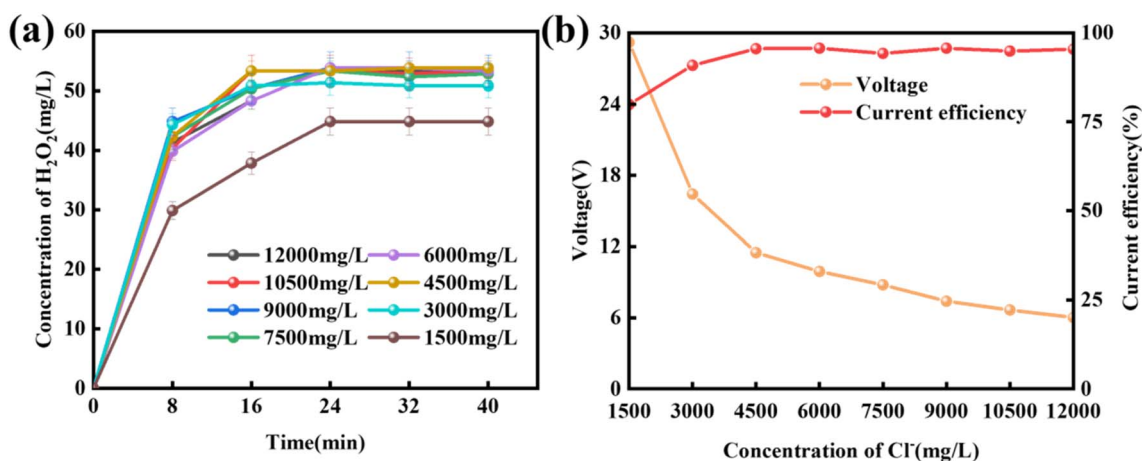 (a)
Concentration of H₂O₂(mg/L)
60
50
40
30
20
10
0
12000mg/L
10500mg/L
9000mg/L
7500mg/L
6000mg/L
4500mg/L
3000mg/L
1500mg/L
0 8 16 24 32 40
Time(min)
(b)
Voltage(V)
30
24
18
12
6
0
Voltage
Current efficiency
100
75
50
25
0
Current efficiency(%)
1500 3000 4500 6000 7500 9000 10500 12000
Concentration of Cl⁻(mg/L)